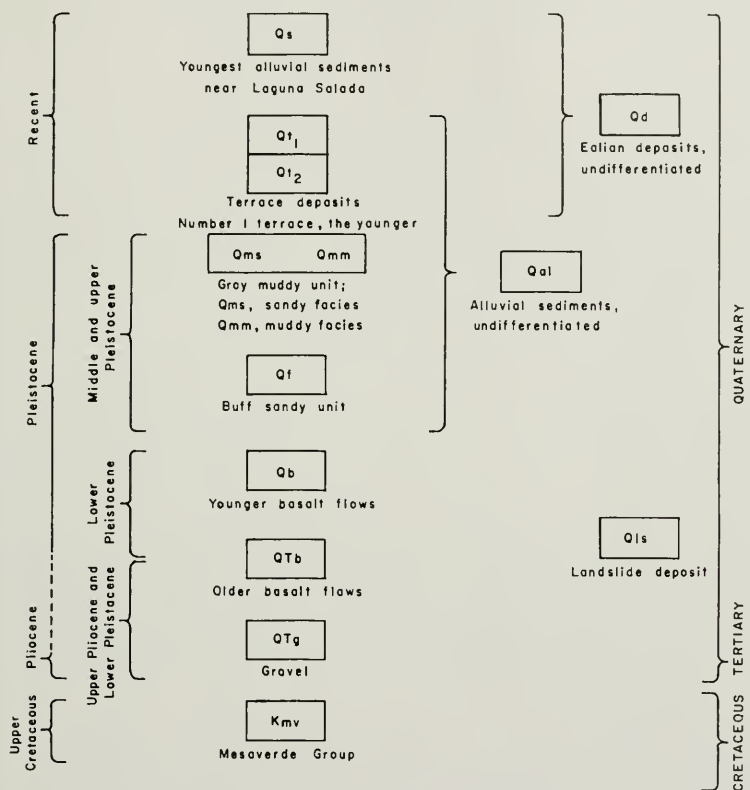 Qs
Youngest alluvial sediments
near Laguna Salada
Recent
Qd
Ealian deposits,
undifferentiated
Qt1
Qt2
Terrace deposits
Number 1 terrace, the younger
Qms Qmm
Gray muddy unit;
Qms, sandy facies
Qmm, muddy facies
Qal
Alluvial sediments,
undifferentiated
Pleistacene
Middle and upper
Pleistocene
Qf
Buff sandy unit
QUATERNARY
Qb
Younger basalt flows
Lower
Pleistocene
QTb
Older basalt flows
Qls
Landslide deposit
Pliocene
Upper Pliocene and
Lower Pleistacene
QTg
Gravel
TERTIARY
Upper
Cretaceous
Kmv
Mesaverde Group
CRETACEOUS